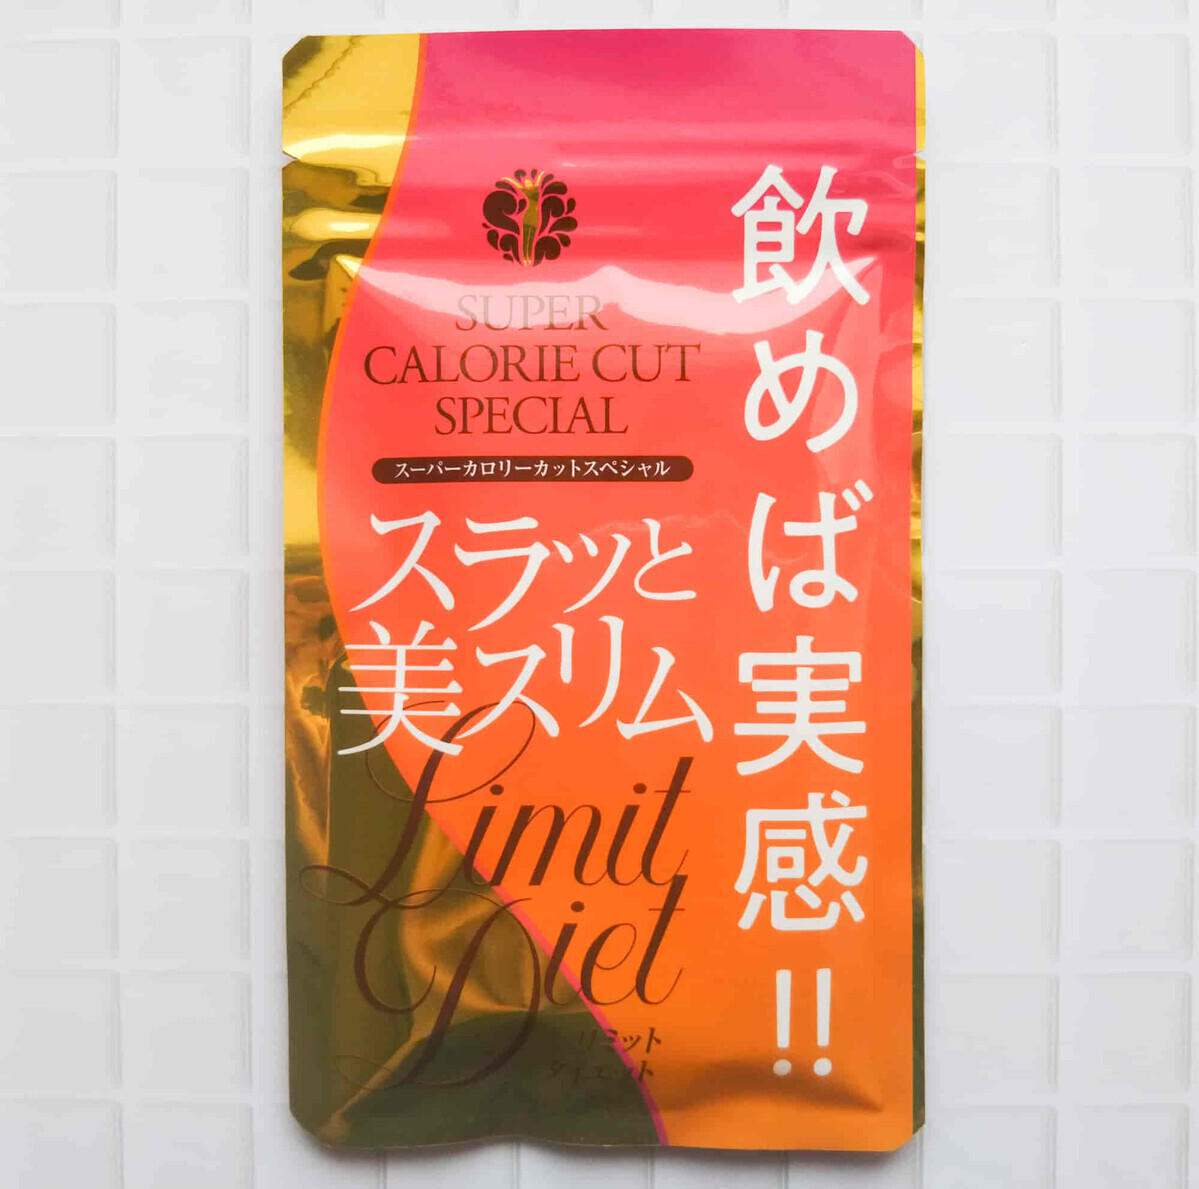 飲めば実感!!
SUPER
CALORIE CUT
SPECIAL
スーパーカロリーカットスペシャル
スラッと
美スリム
Limit
Diet
リミット
ダイエット